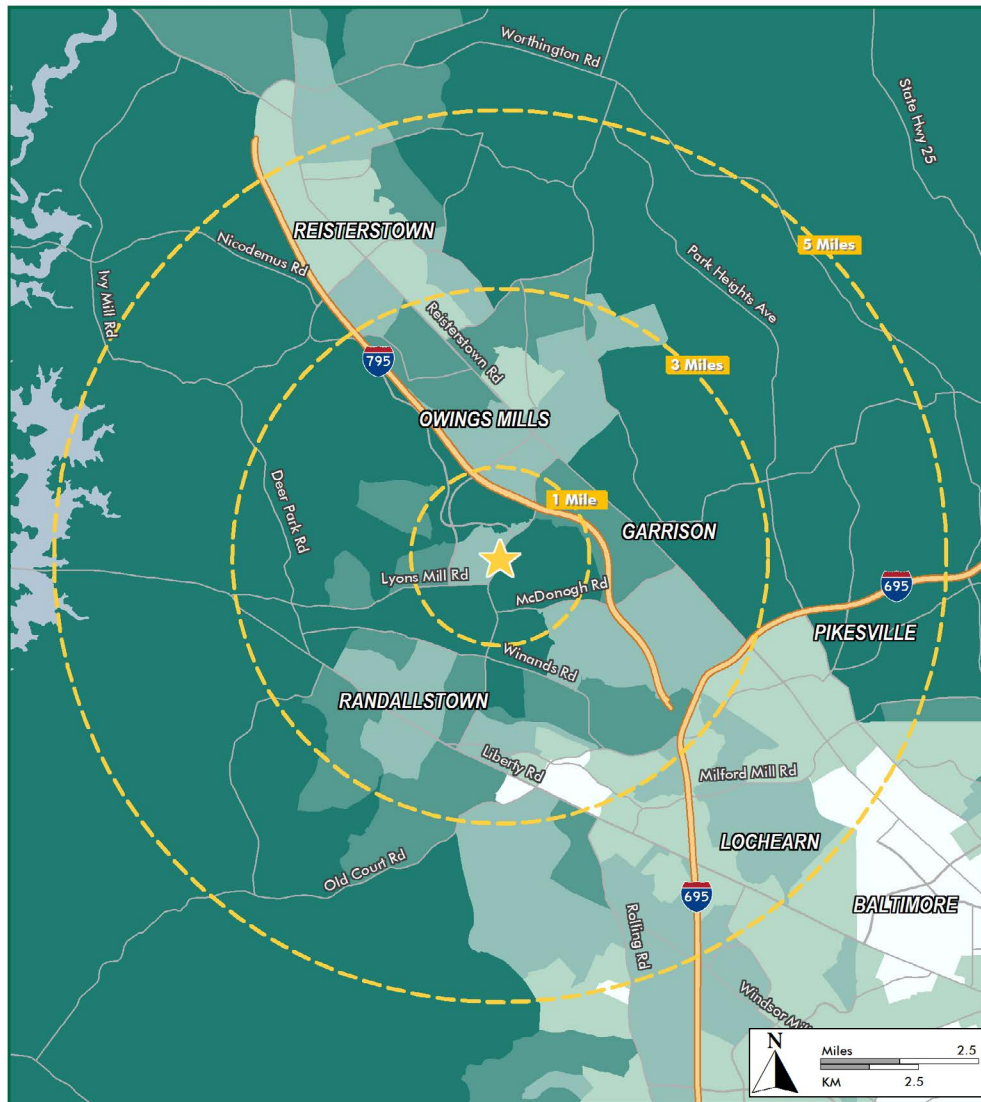 Worthington Rd
State Hwy 25
REISTERSTOWN
5 Miles
Nicodemus Rd
Park Heights Ave
Ivy Mill Rd
Reisterstown Rd
795
3 Miles
OWINGS MILLS
Deer Park Rd
1 Mile
GARRISON
Lyons Mill Rd
McDonogh Rd
695
PIKESVILLE
Winands Rd
RANDALLSTOWN
Liberty Rd
Milford Mill Rd
LOCHEARN
Old Court Rd
695
BALTIMORE
Rolling Rd
Windsor Mil
N
Miles 2.5
KM 2.5